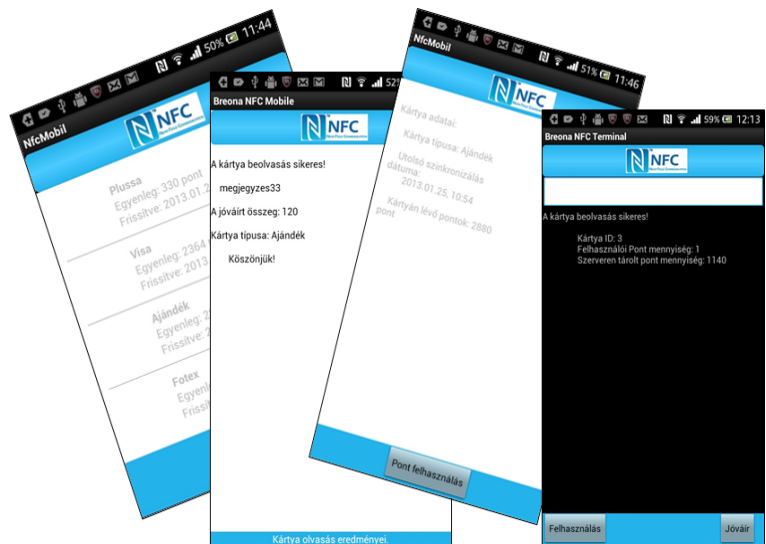 11:44
50%
NfcMobil
NFC
Plussa
Egyenleg: 330 pont
Frissítve: 2013.01.2
Visa
Egyenleg: 2364
Frissítve: 2013
Ajándék
Egyenleg: 2
Frissítve: 2
Fotex
Egyenl
Frissí
52
Breona NFC Mobile
NFC
A kártya beolvasás sikeres!
megjegyzes33
A jóváírt összeg: 120
Kártya típusa: Ajándék
Köszönjük!
Kártya olvasás eredményei.
51% 11:46
NfcMobil
NFC
Kártya adatai:
Kártya típusa: Ajándék
Utolsó szinkronizálás
dátuma:
2013.01.25, 10:54
Kártyán lévő pontok: 2880
pont
Pont felhasználás
59% 12:13
Breona NFC Terminal
NFC
A kártya beolvasás sikeres!
Kártya ID: 3
Felhasználói Pont mennyiség: 1
Szerveren tárolt pont mennyiség: 1140
Felhasználás
Jóváír